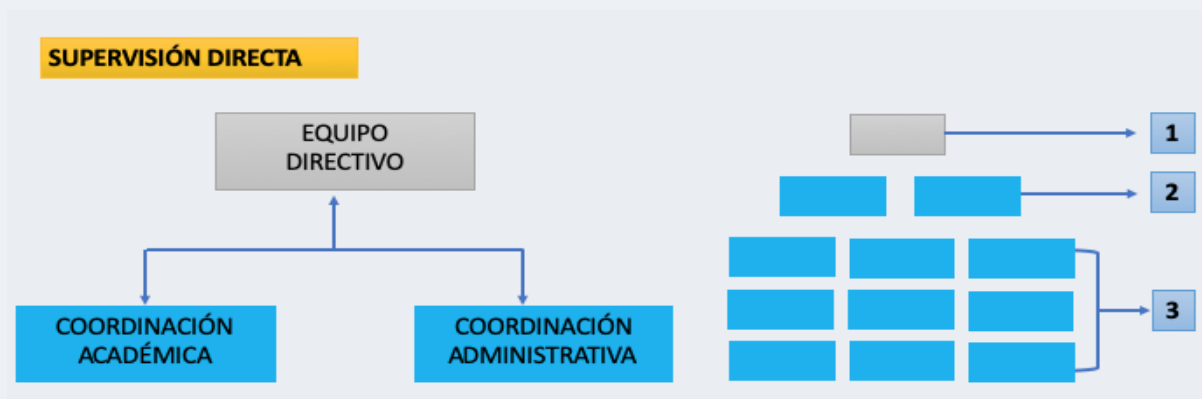 SUPERVISIÓN DIRECTA
EQUIPO
DIRECTIVO
COORDINACIÓN
ACADÉMICA
COORDINACIÓN
ADMINISTRATIVA
1
2
3